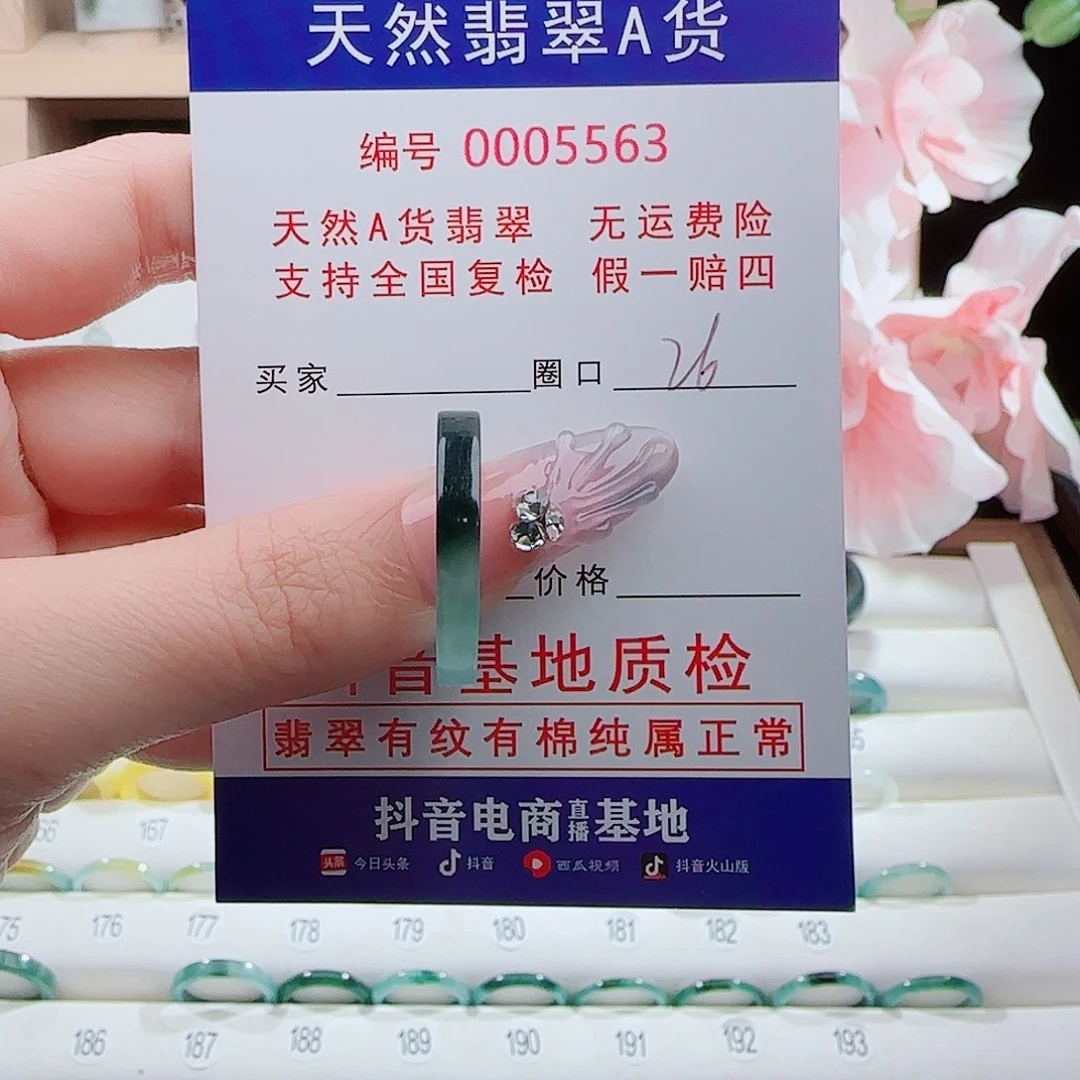 天然翡翠A货
编号 0005563
天然A货翡翠 无运费险
支持全国复检 假一赔四
买家 圈口 26
价格
音基地质检
翡翠有纹有棉纯属正常
抖音电商直播基地
头条 今日头条 抖音 西瓜视频 抖音火山版
167
176 177 178 179 180 181 182 183
186 187 188 189 190 191 192 193